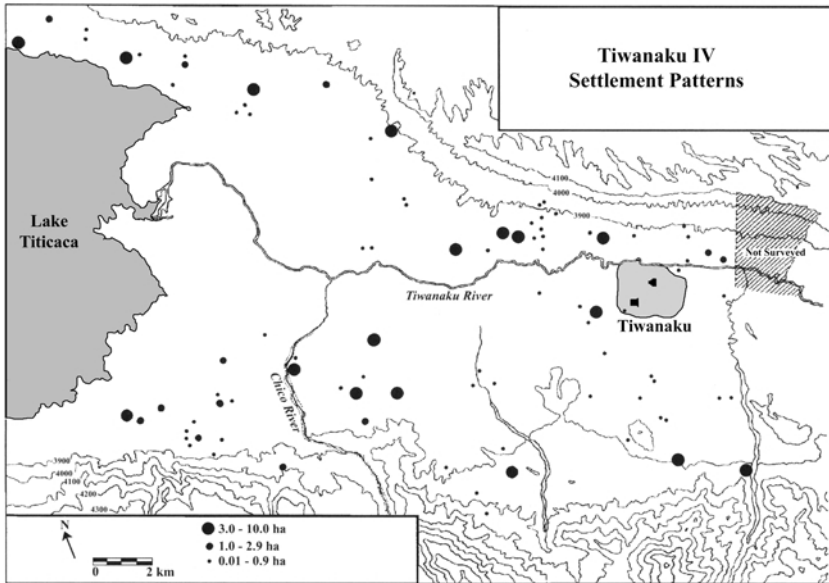 Tiwanaku IV
Settlement Patterns
4100
4000
3900
Lake
Titicaca
Not Surveyed
Tiwanaku River
Tiwanaku
Chico River
3900
4000
4100
4200
4300
N
0 2 km
3.0 - 10.0 ha
1.0 - 2.9 ha
0.01 - 0.9 ha